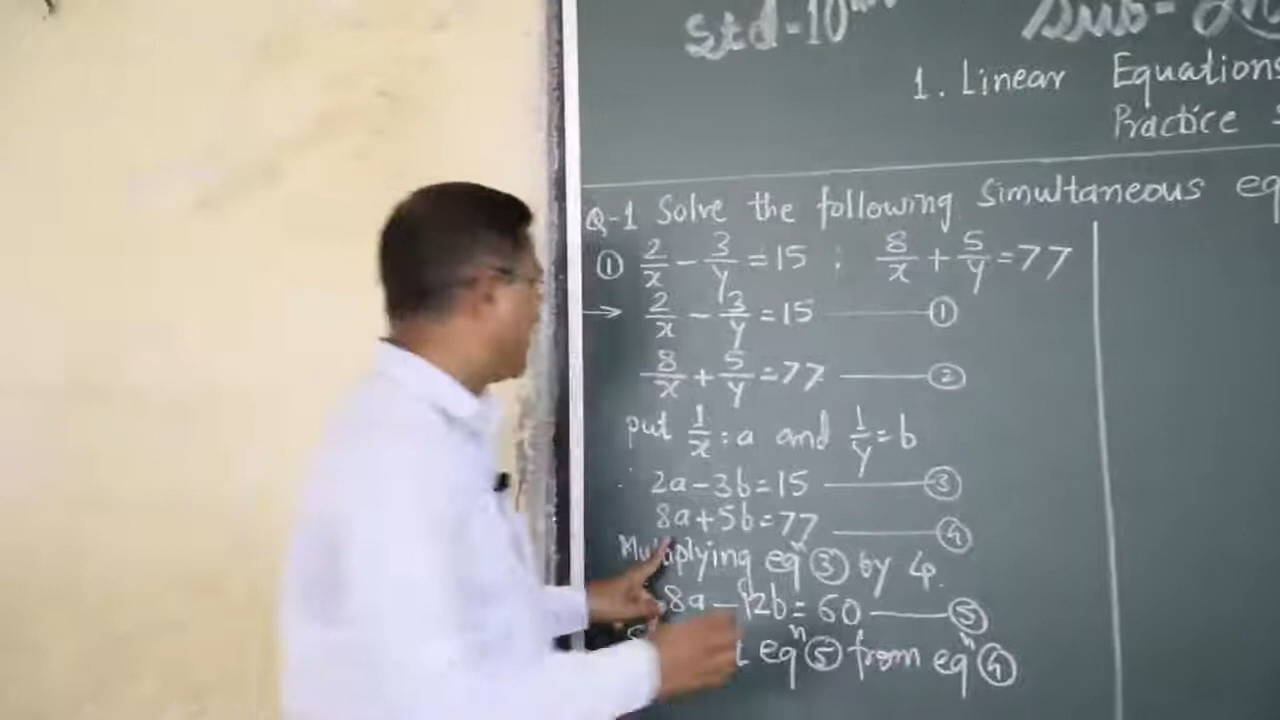 Std-10th Sub-
1. Linear Equations
Practice
Q-1 Solve the following Simultaneous eq
① 2/x - 3/y = 15 ; 8/x + 5/y = 77
→ 2/x - 3/y = 15 —— ①
8/x + 5/y = 77 —— ②
put 1/x = a and 1/y = b
2a - 3b = 15 —— ③
8a + 5b = 77 —— ④
Multiplying eqⁿ ③ by 4
8a - 12b = 60 —— ⑤
eqⁿ ⑤ from eqⁿ ④